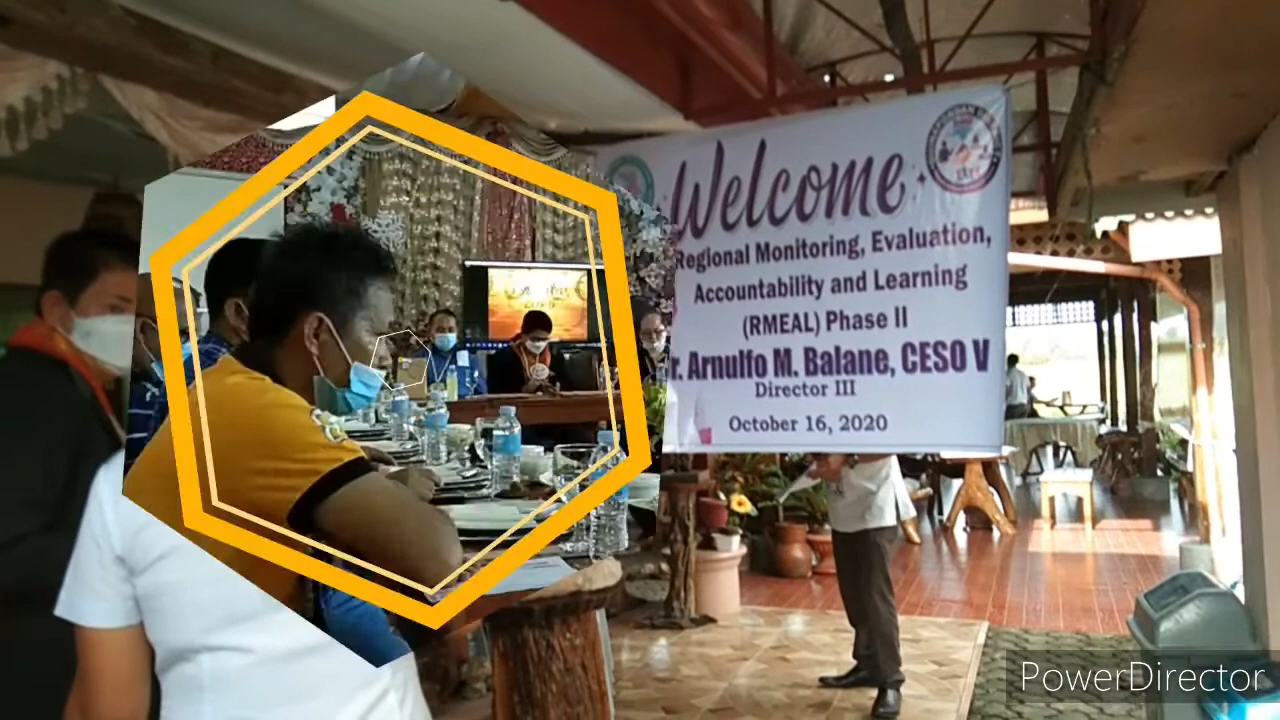 Welcome
Regional Monitoring, Evaluation,
Accountability and Learning
(RMEAL) Phase II
r. Arnulfo M. Balane, CESO V
Director III
October 16, 2020
PowerDirector